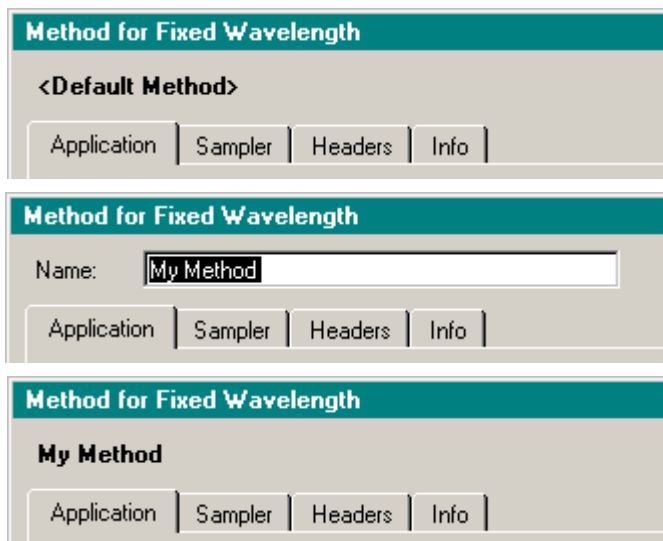 Method for Fixed Wavelength
<Default Method>
Application Sampler Headers Info
Method for Fixed Wavelength
Name: My Method
Application Sampler Headers Info
Method for Fixed Wavelength
My Method
Application Sampler Headers Info